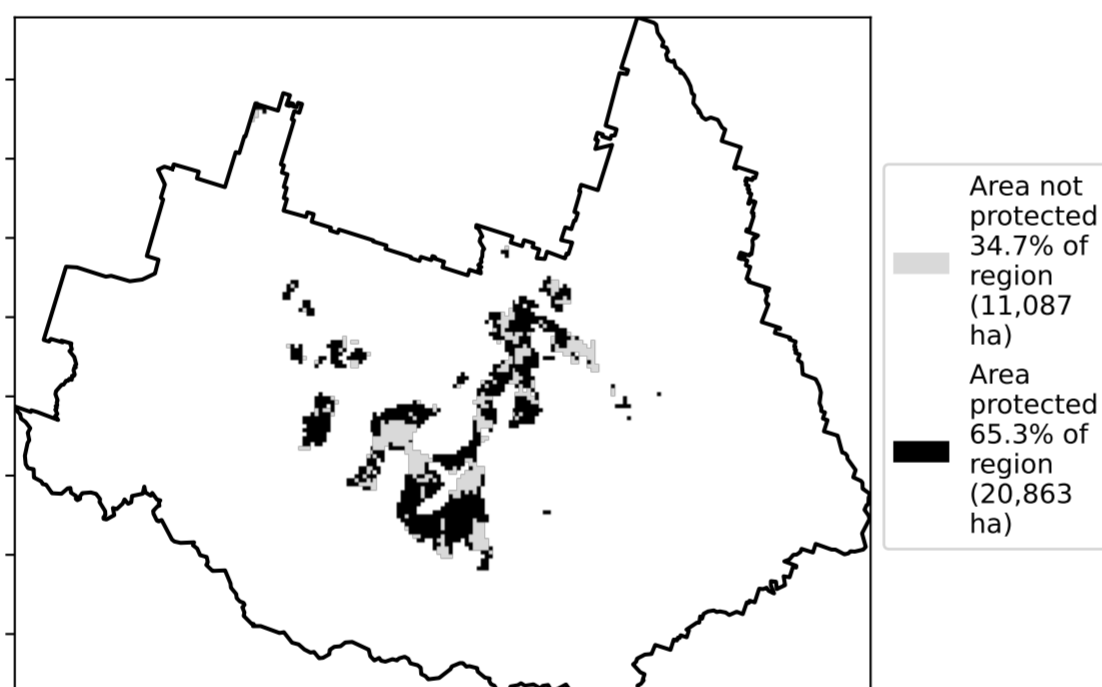 Area not
protected
34.7% of
region
(11,087
ha)
Area
protected
65.3% of
region
(20,863
ha)